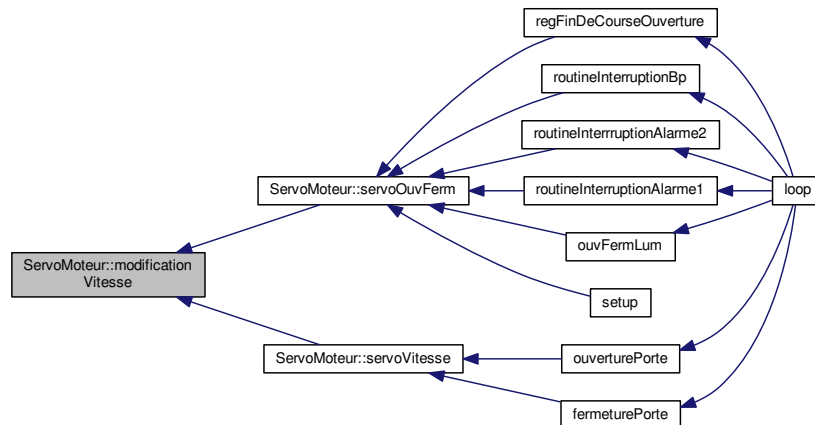 regFinDeCourseOuverture
routineInterruptionBp
routineInterrruptionAlarme2
ServoMoteur::servoOuvFerm
routineInterruptionAlarme1
loop
ouvFermLum
ServoMoteur::modification
Vitesse
setup
ServoMoteur::servoVitesse
ouverturePorte
fermeturePorte